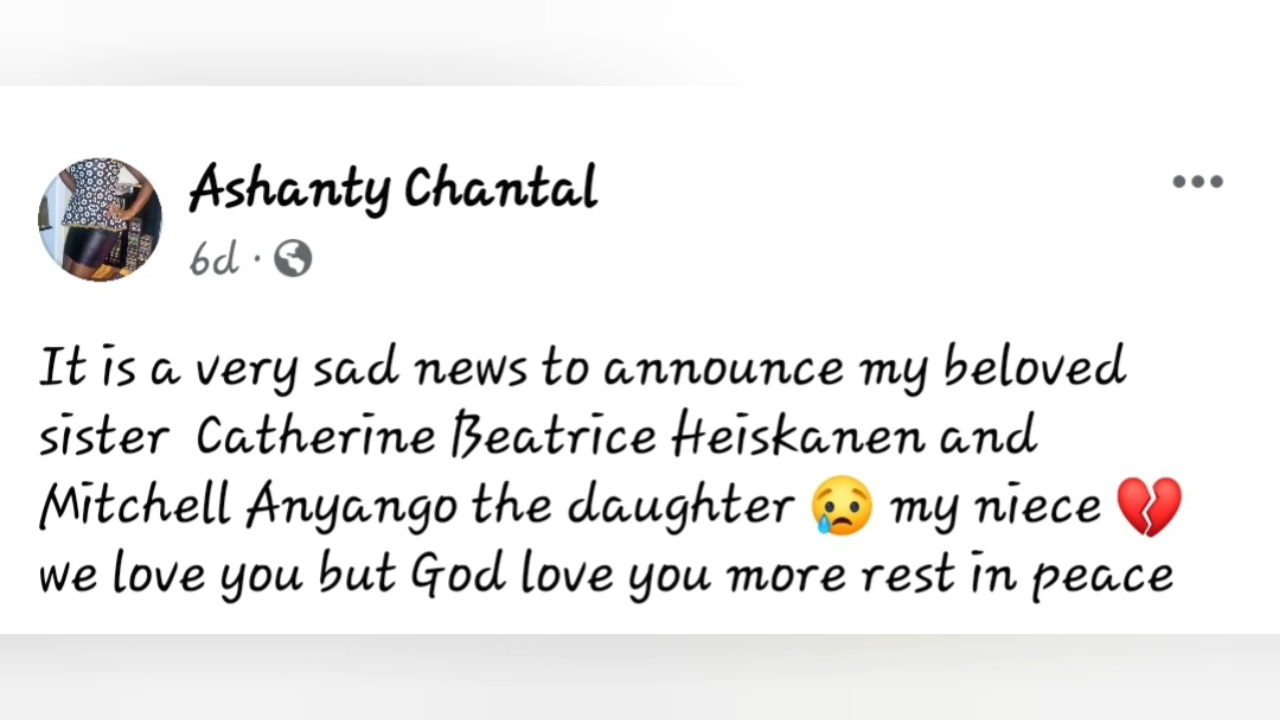 Ashanty Chantal
6d ·
It is a very sad news to announce my beloved
sister Catherine Beatrice Heiskanen and
Mitchell Anyango the daughter 😢 my niece 💔
we love you but God love you more rest in peace